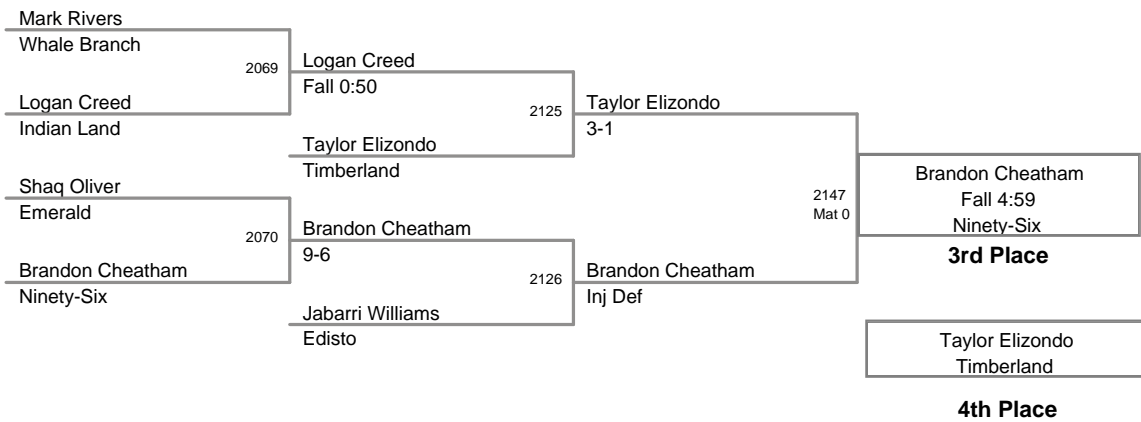 Mark Rivers
Whale Branch
2069
Logan Creed
Indian Land
Logan Creed
Fall 0:50
2125
Taylor Elizondo
Timberland
Taylor Elizondo
3-1
Shaq Oliver
Emerald
2070
Brandon Cheatham
Ninety-Six
Brandon Cheatham
9-6
2126
Jabarri Williams
Edisto
Brandon Cheatham
Inj Def
2147
Mat 0
Brandon Cheatham
Fall 4:59
Ninety-Six
3rd Place
Taylor Elizondo
Timberland
4th Place